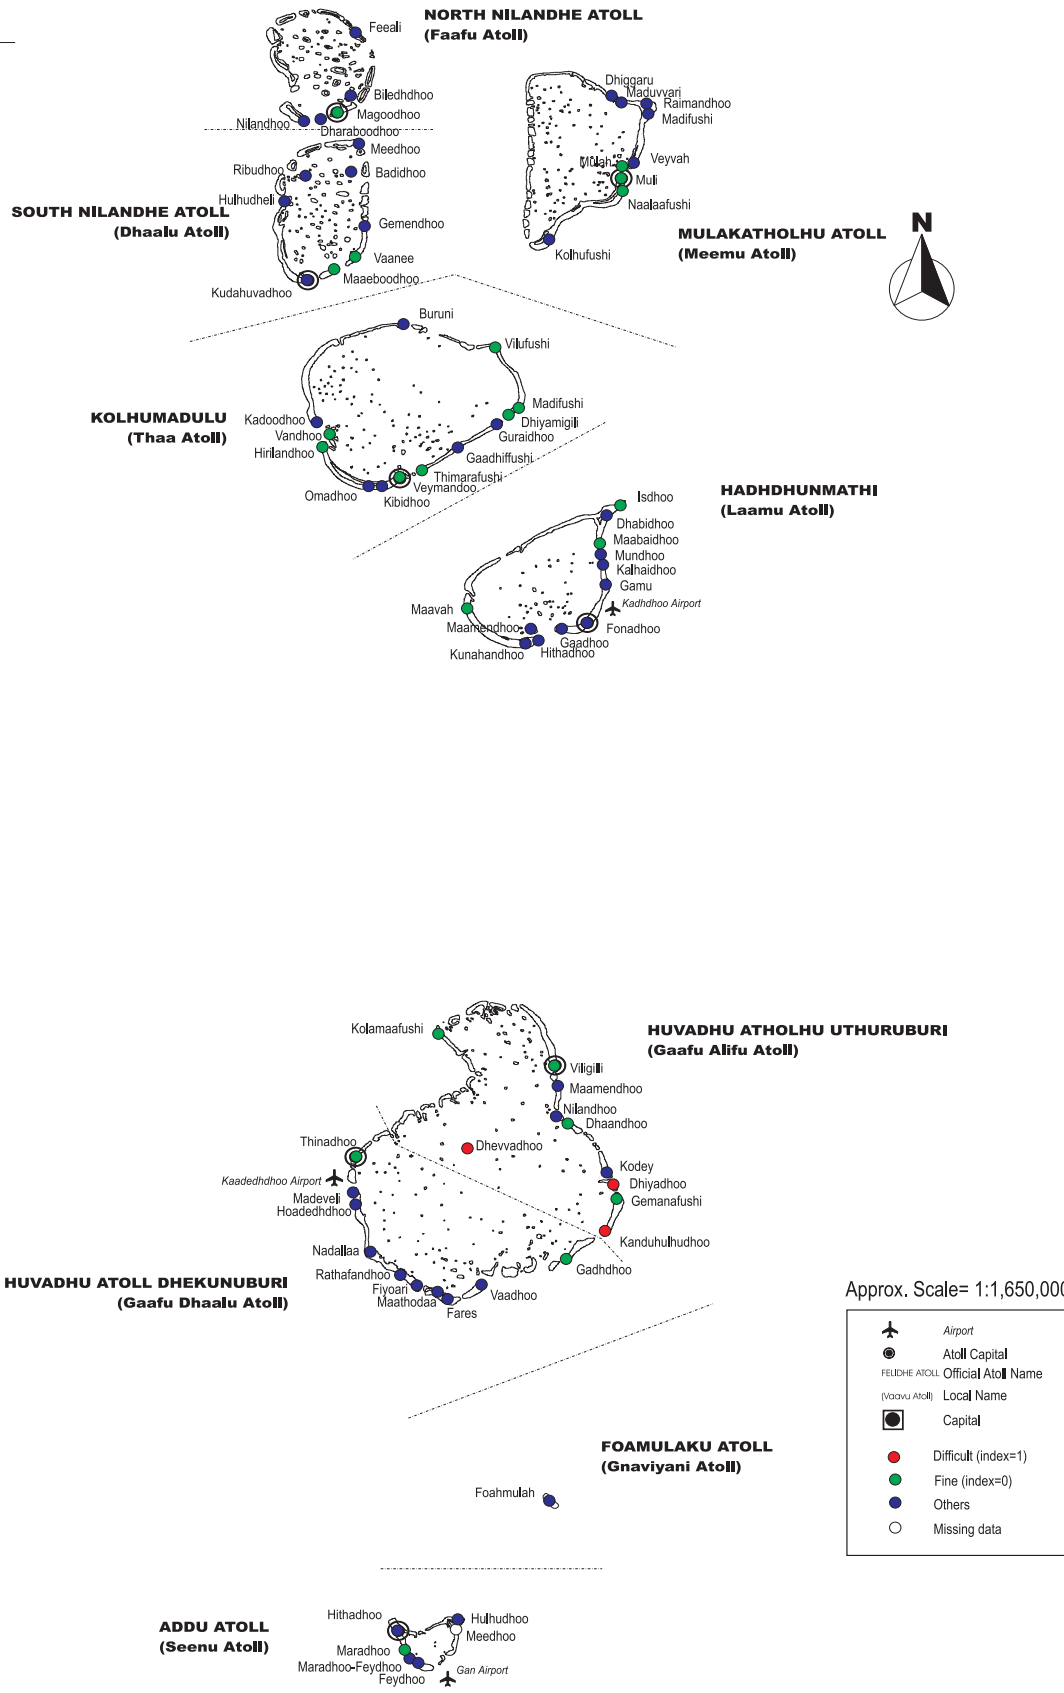 NORTH NILANDHE ATOLL
(Faafu Atoll)
Feeali
Biledhdhoo
Magoodhoo
Nilandhoo
Dharaboodhoo
Dhiggaru
Maduvvari
Raimandhoo
Madifushi
Veyvah
Mulah
Muli
Naalaafushi
Kolhufushi
MULAKATHOLHU ATOLL
(Meemu Atoll)
N
Meedhoo
Ribudhoo
Badidhoo
Hulhudheli
SOUTH NILANDHE ATOLL
(Dhaalu Atoll)
Gemendhoo
Vaanee
Maaeboodhoo
Kudahuvadhoo
Buruni
Vilufushi
KOLHUMADULU
(Thaa Atoll)
Madifushi
Dhiyamigili
Guraidhoo
Kadoodhoo
Vandhoo
Hirilandhoo
Gaadhiffushi
Thimarafushi
Veymandoo
Omadhoo
Kibidhoo
HADHDHUNMATHI
(Laamu Atoll)
Isdhoo
Dhabidhoo
Maabaidhoo
Mundhoo
Kalhaidhoo
Gamu
Kadhdhoo Airport
Maavah
Maamendhoo
Fonadhoo
Gaadhoo
Kunahandhoo
Hithadhoo
Kolamaafushi
HUVADHU ATHOLHU UTHURUBURI
(Gaafu Alifu Atoll)
Viligilli
Maamendhoo
Nilandhoo
Dhaandhoo
Thinadhoo
Dhevvadhoo
Kaadedhdhoo Airport
Kodey
Dhiyadhoo
Gemanafushi
Madeveli
Hoadedhdhoo
Kanduhulhudhoo
Nadallaa
Gadhdhoo
Rathafandhoo
Fiyoari
Maathodaa
Fares
Vaadhoo
HUVADHU ATOLL DHEKUNUBURI
(Gaafu Dhaalu Atoll)
Approx. Scale= 1:1,650,000
Airport
Atoll Capital
FELIDHE ATOLL Official Atoll Name
(Vaavu Atoll) Local Name
Capital
Difficult (index=1)
Fine (index=0)
Others
Missing data
FOAMULAKU ATOLL
(Gnaviyani Atoll)
Foahmulah
ADDU ATOLL
(Seenu Atoll)
Hithadhoo
Hulhudhoo
Meedhoo
Maradhoo
Maradhoo-Feydhoo
Feydhoo
Gan Airport